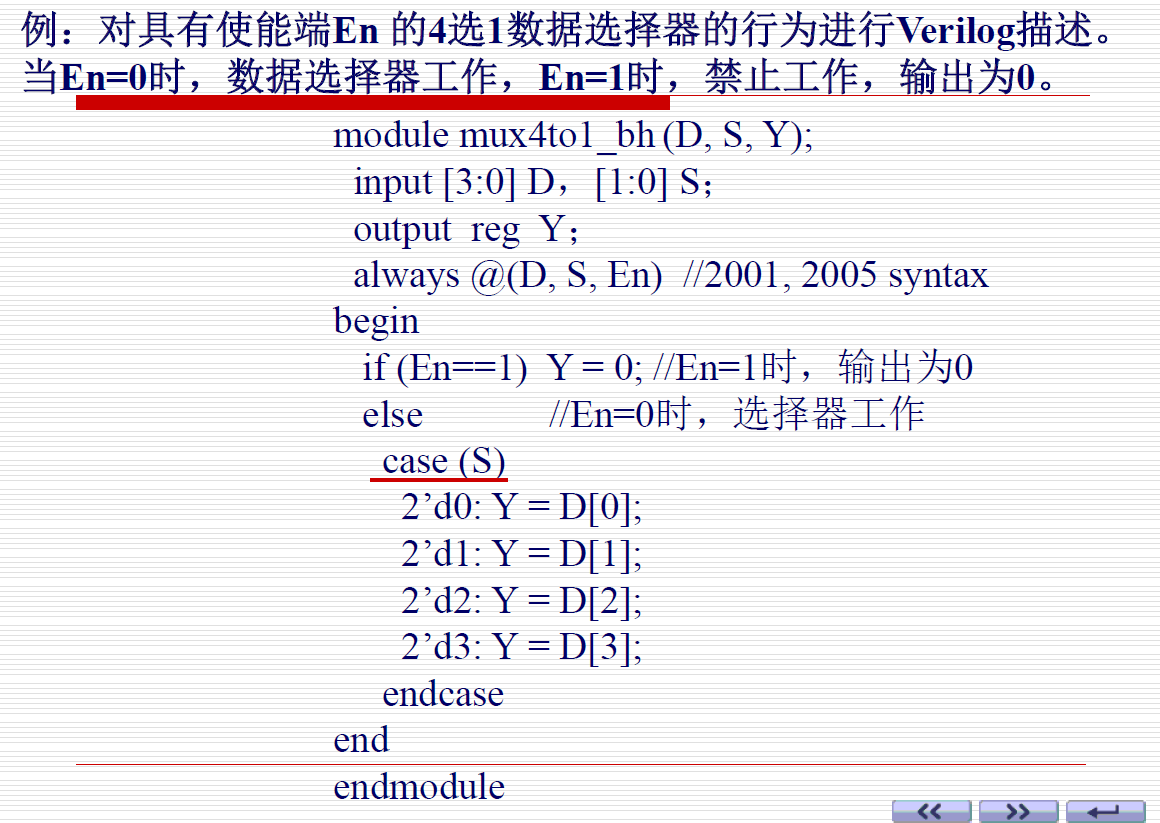 例：对具有使能端En 的4选1数据选择器的行为进行Verilog描述。
当En=0时，数据选择器工作，En=1时，禁止工作，输出为0。
module mux4to1_bh (D, S, Y);
input [3:0] D，[1:0] S；
output reg Y；
always @(D, S, En) //2001, 2005 syntax
begin
if (En==1) Y = 0; //En=1时，输出为0
else //En=0时，选择器工作
case (S)
2’d0: Y = D[0];
2’d1: Y = D[1];
2’d2: Y = D[2];
2’d3: Y = D[3];
endcase
end
endmodule